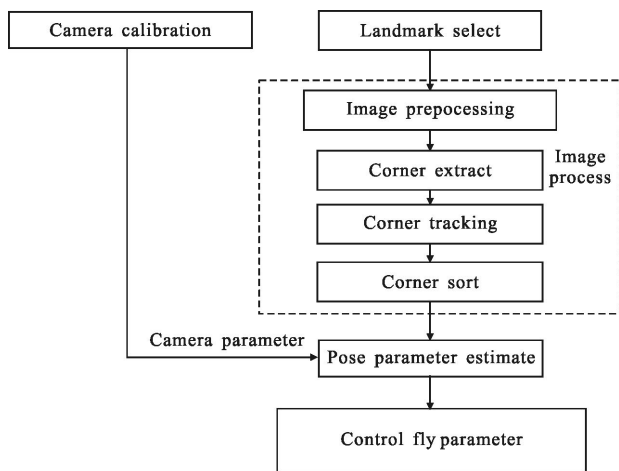 Camera calibration
Landmark select
Image prepocessing
Corner extract
Image
process
Corner tracking
Corner sort
Camera parameter
Pose parameter estimate
Control fly parameter